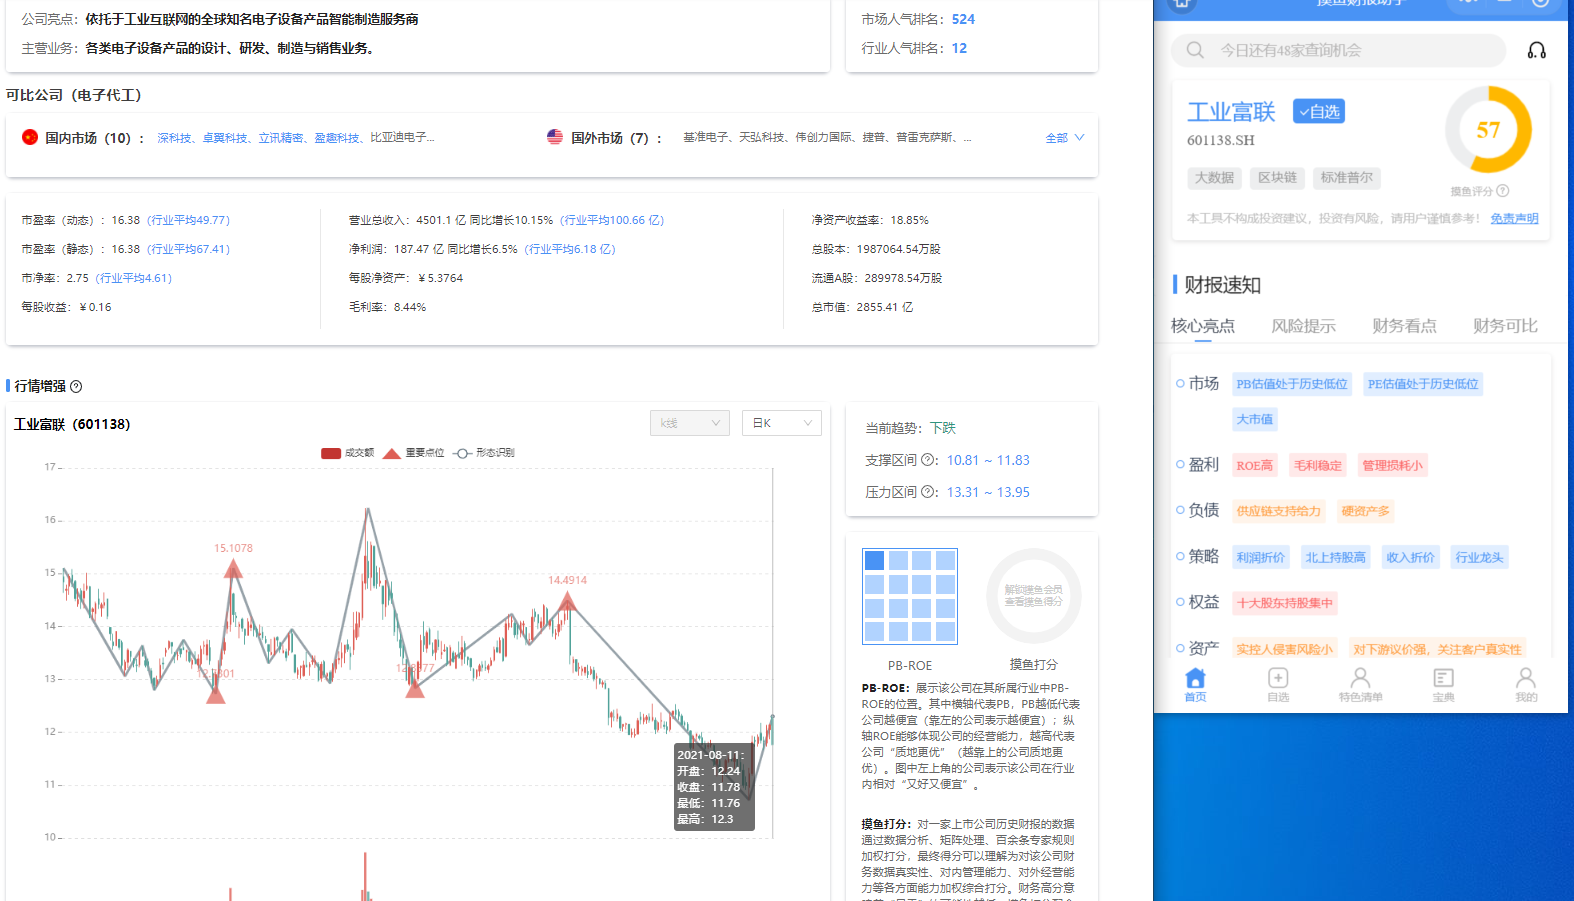 公司亮点：依托于工业互联网的全球知名电子设备产品智能制造服务商
主营业务：各类电子设备产品的设计、研发、制造与销售业务。
市场人气排名：524
行业人气排名：12
可比公司（电子代工）
国内市场（10）：深科技、卓翼科技、立讯精密、盈趣科技、比亚迪电子...
国外市场（7）：基准电子、天弘科技、伟创力国际、捷普、普雷克萨斯、...
全部
市盈率（动态）：16.38（行业平均49.77）
市盈率（静态）：16.38（行业平均67.41）
市净率：2.75（行业平均4.61）
每股收益：￥0.16
营业总收入：4501.1 亿 同比增长10.15%（行业平均100.66 亿）
净利润：187.47 亿 同比增长6.5%（行业平均6.18 亿）
每股净资产：￥5.3764
毛利率：8.44%
净资产收益率：18.85%
总股本：1987064.54万股
流通A股：289978.54万股
总市值：2855.41 亿
行情增强
工业富联（601138）
k线
日K
成交额
重要点位
形态识别
17
16
15
14
13
12
11
10
15.1078
14.4914
2021-08-11：
开盘：12.24
收盘：11.78
最低：11.76
最高：12.3
当前趋势：下跌
支撑区间：10.81 ~ 11.83
压力区间：13.31 ~ 13.95
解锁摸鱼会员
查看摸鱼得分
PB-ROE
摸鱼打分
PB-ROE：展示该公司在其所属行业中PB-
ROE的位置。其中横轴代表PB，PB越低代表
公司越便宜（靠左的公司表示越便宜）；纵
轴ROE能够体现公司的经营能力，越高代表
公司“质地更优”（越靠上的公司质地更
优）。图中左上角的公司表示该公司在行业
内相对“又好又便宜”。
摸鱼打分：对一家上市公司历史财报的数据
通过数据分析、矩阵处理、百余条专家规则
加权打分，最终得分可以理解为对该公司财
务数据真实性、对内管理能力、对外经营能
力等各方面能力加权综合打分。财务高分意
摸鱼财报助手
今日还有48家查询机会
工业富联
自选
601138.SH
大数据
区块链
标准普尔
57
摸鱼评分
本工具不构成投资建议，投资有风险，请用户谨慎参考！
免责声明
财报速知
核心亮点
风险提示
财务看点
财务可比
市场
PB估值处于历史低位
PE估值处于历史低位
大市值
盈利
ROE高
毛利稳定
管理损耗小
负债
供应链支持给力
硬资产多
策略
利润折价
北上持股高
收入折价
行业龙头
权益
十大股东持股集中
资产
实控人侵害风险小
对下游议价强，关注客户真实性
首页
自选
特色清单
宝典
我的